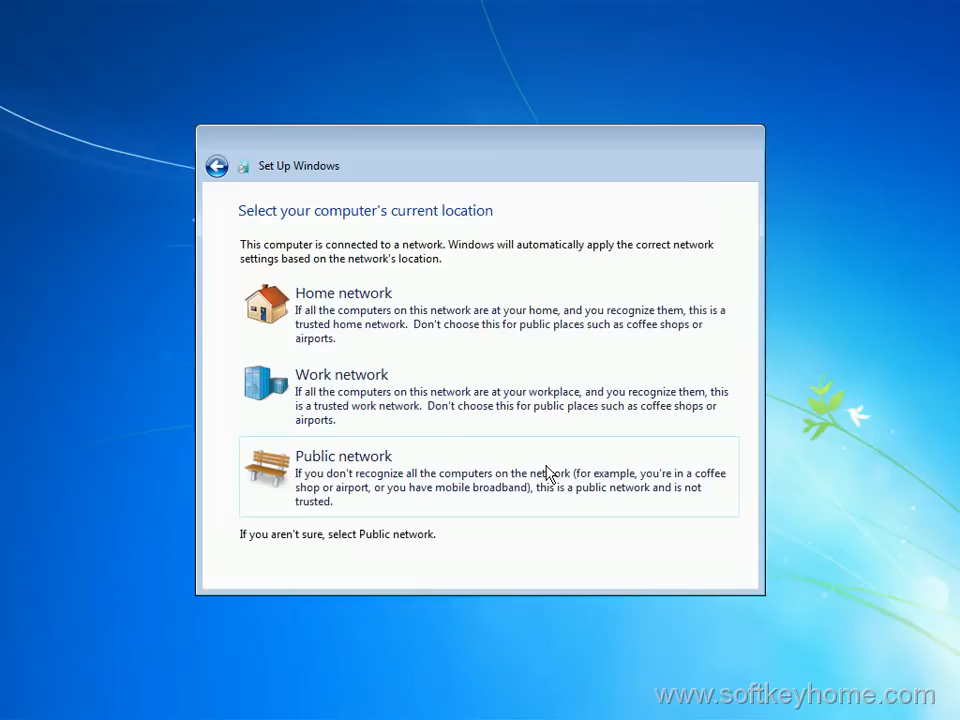 Set Up Windows
Select your computer's current location
This computer is connected to a network. Windows will automatically apply the correct network
settings based on the network's location.
Home network
If all the computers on this network are at your home, and you recognize them, this is a
trusted home network. Don't choose this for public places such as coffee shops or
airports.
Work network
If all the computers on this network are at your workplace, and you recognize them, this
is a trusted work network. Don't choose this for public places such as coffee shops or
airports.
Public network
If you don't recognize all the computers on the network (for example, you're in a coffee
shop or airport, or you have mobile broadband), this is a public network and is not
trusted.
If you aren't sure, select Public network.
www.softkeyhome.com